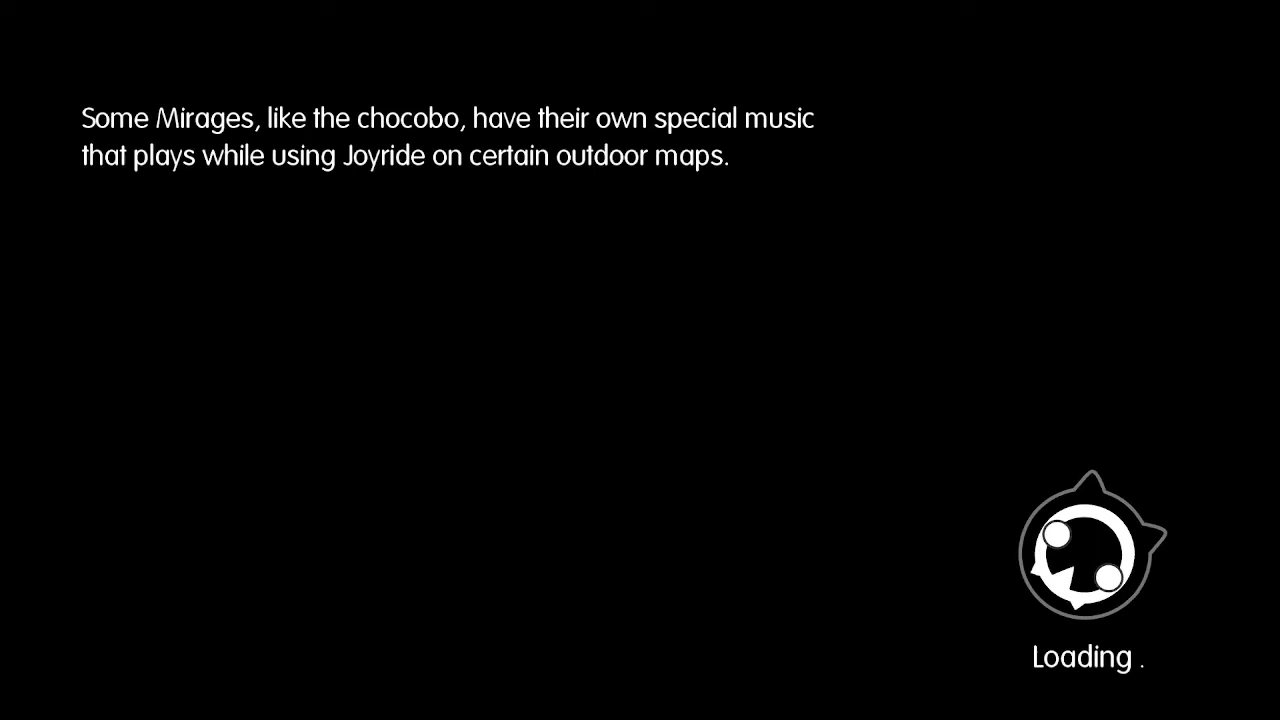 Some Mirages, like the chocobo, have their own special music
that plays while using Joyride on certain outdoor maps.
Loading .